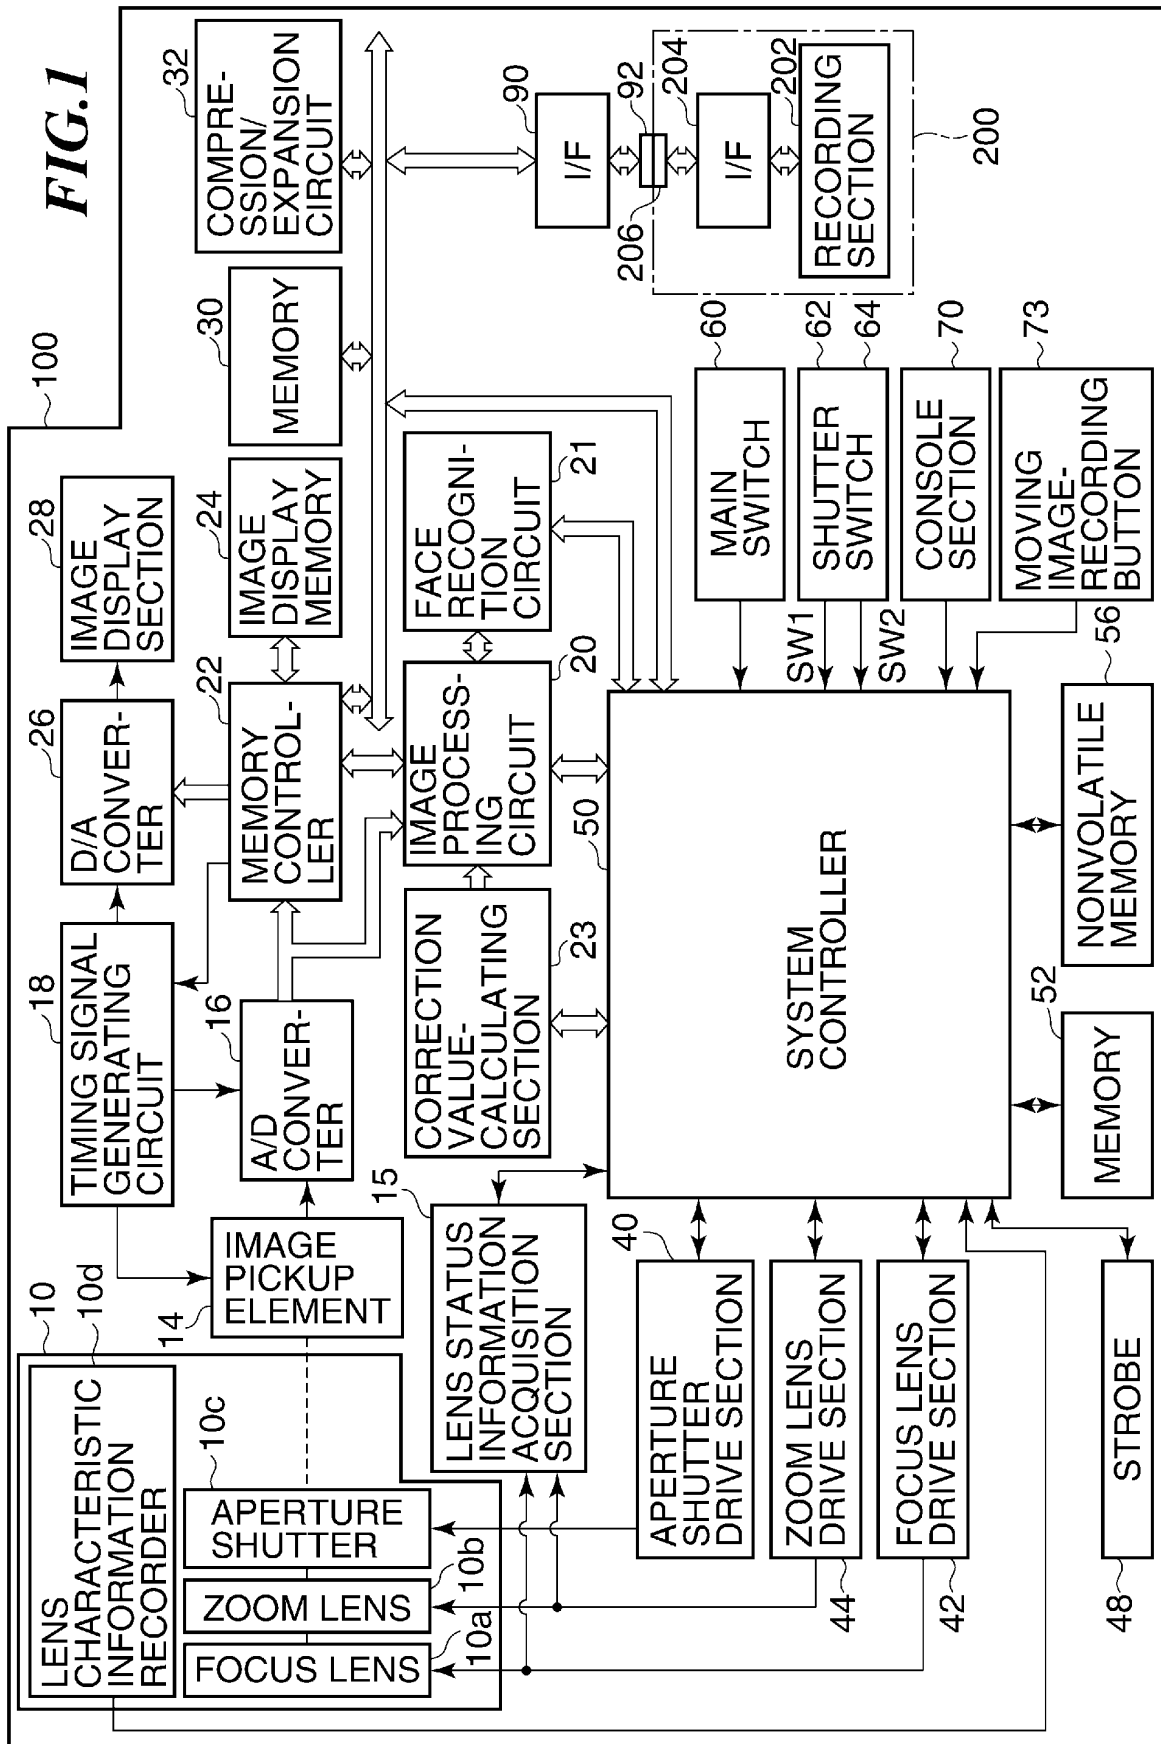 FIG.1
100
10
LENS
CHARACTERISTIC
INFORMATION
RECORDER
10d
FOCUS LENS
10a
ZOOM LENS
10b
APERTURE
SHUTTER
10c
IMAGE
PICKUP
ELEMENT
14
TIMING SIGNAL
GENERATING
CIRCUIT
18
A/D
CONVER-
TER
16
D/A
CONVER-
TER
26
IMAGE
DISPLAY
SECTION
28
MEMORY
CONTROL-
LER
22
IMAGE
DISPLAY
MEMORY
24
MEMORY
30
COMPRE-
SSION/
EXPANSION
CIRCUIT
32
LENS STATUS
INFORMATION
ACQUISITION
SECTION
15
CORRECTION
VALUE-
CALCULATING
SECTION
23
IMAGE
PROCESS-
ING
CIRCUIT
20
FACE
RECOGNI-
TION
CIRCUIT
21
I/F
90
92
206
I/F
204
RECORDING
SECTION
202
200
APERTURE
SHUTTER
DRIVE SECTION
40
ZOOM LENS
DRIVE SECTION
44
FOCUS LENS
DRIVE SECTION
42
STROBE
48
SYSTEM
CONTROLLER
50
MAIN
SWITCH
60
SHUTTER
SWITCH
62
64
SW1
SW2
CONSOLE
SECTION
70
MOVING
IMAGE-
RECORDING
BUTTON
73
MEMORY
52
NONVOLATILE
MEMORY
56